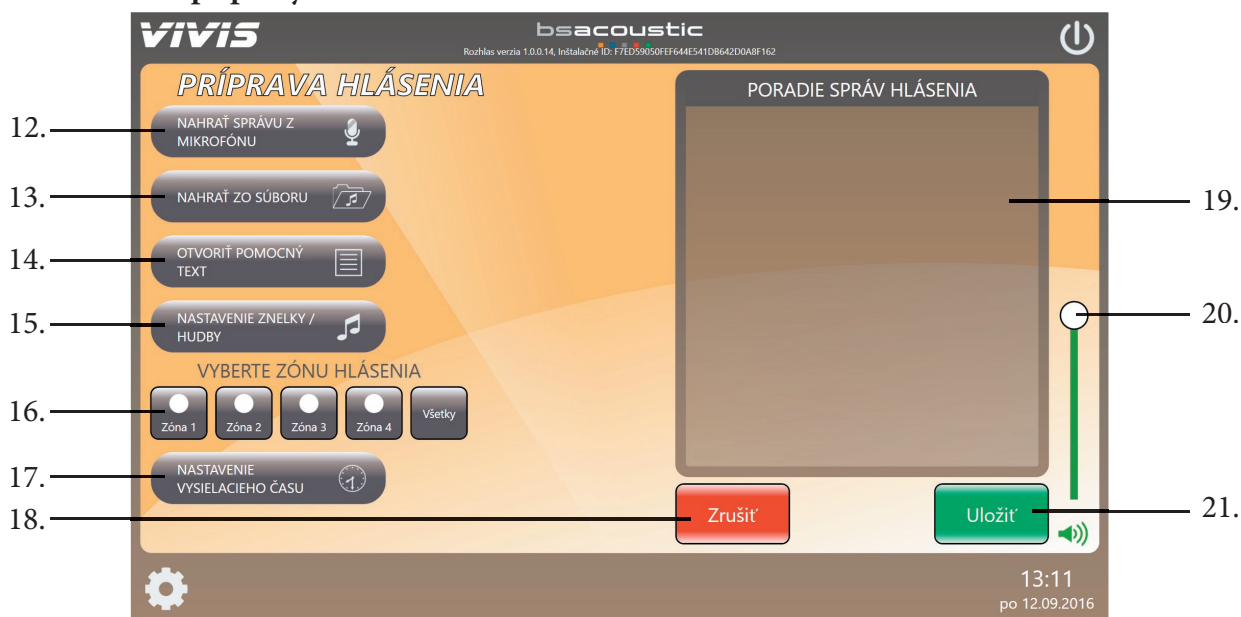 VIVIS
bsacoustic
Rozhlas verzia 1.0.0.14, Inštalačné ID: F7ED59050FEF644E541DB642D0A8F162
PRÍPRAVA HLÁSENIA
PORADIE SPRÁV HLÁSENIA
12.
NAHRAŤ SPRÁVU Z
MIKROFÓNU
13.
NAHRAŤ ZO SÚBORU
19.
14.
OTVORIŤ POMOCNÝ
TEXT
15.
NASTAVENIE ZNELKY /
HUDBY
20.
VYBERTE ZÓNU HLÁSENIA
16.
Zóna 1
Zóna 2
Zóna 3
Zóna 4
Všetky
17.
NASTAVENIE
VYSIELACIEHO ČASU
18.
Zrušiť
Uložiť
21.
13:11
po 12.09.2016